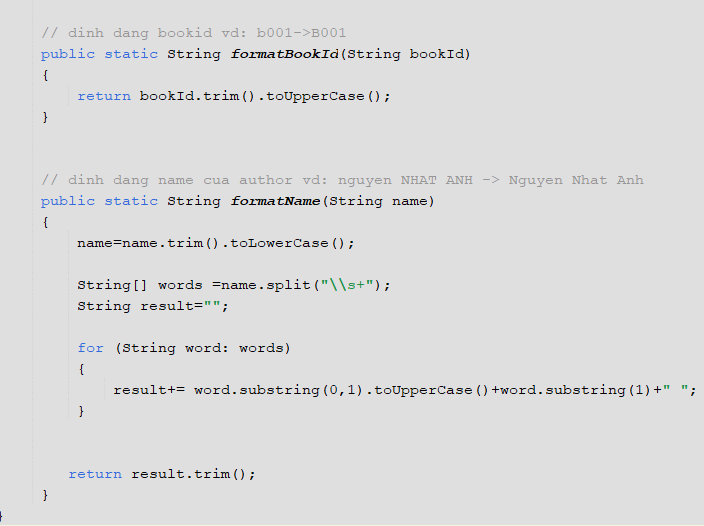 // dinh dang bookid vd: b001->B001
public static String formatBookId(String bookId)
{
return bookId.trim().toUpperCase();
}
// dinh dang name cua author vd: nguyen NHAT ANH -> Nguyen Nhat Anh
public static String formatName(String name)
{
name=name.trim().toLowerCase();
String[] words =name.split("\\s+");
String result="";
for (String word: words)
{
result+= word.substring(0,1).toUpperCase()+word.substring(1)+" ";
}
return result.trim();
}
}